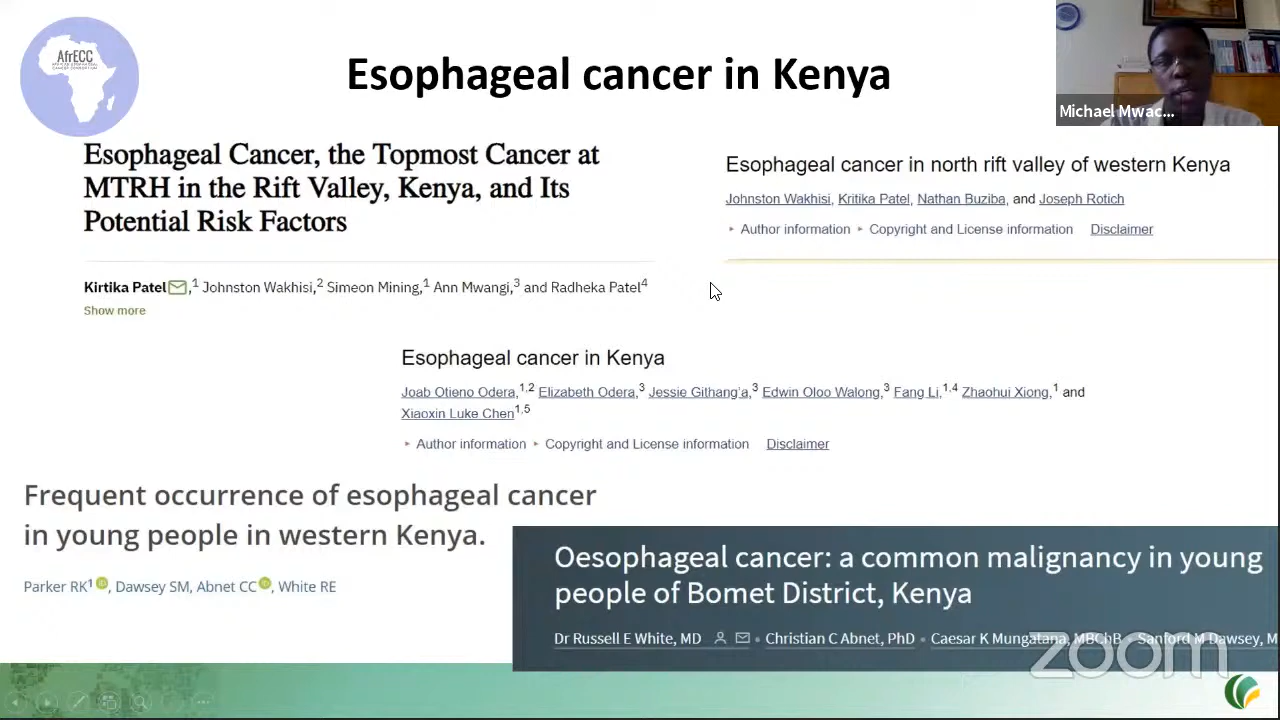 AfrECC
Esophageal cancer in Kenya
Michael Mwac...
Esophageal Cancer, the Topmost Cancer at
MTRH in the Rift Valley, Kenya, and Its
Potential Risk Factors
Kirtika Patel ,1 Johnston Wakhisi,2 Simeon Mining,1 Ann Mwangi,3 and Radheka Patel4
Show more
Esophageal cancer in north rift valley of western Kenya
Johnston Wakhisi, Kritika Patel, Nathan Buziba, and Joseph Rotich
Author information Copyright and License information Disclaimer
Esophageal cancer in Kenya
Joab Otieno Odera,1,2 Elizabeth Odera,3 Jessie Githang’a,3 Edwin Oloo Walong,3 Fang Li,1,4 Zhaohui Xiong,1 and
Xiaoxin Luke Chen1,5
Author information Copyright and License information Disclaimer
Frequent occurrence of esophageal cancer
in young people in western Kenya.
Parker RK1 , Dawsey SM, Abnet CC , White RE
Oesophageal cancer: a common malignancy in young
people of Bomet District, Kenya
Dr Russell E White, MD • Christian C Abnet, PhD • Caesar K Mungatana, MBChB • Sanford M Dawsey, M
zoom